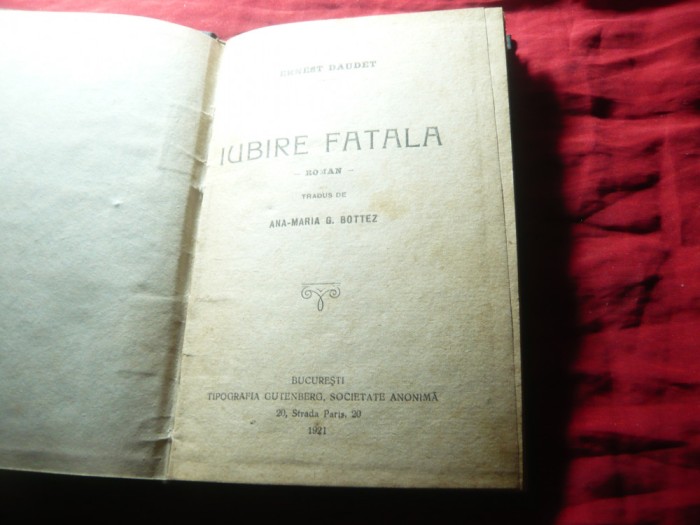 ERNEST DAUDET
IUBIRE FATALA
– ROMAN –
TRADUS DE
ANA-MARIA G. BOTTEZ
BUCUREȘTI
TIPOGRAFIA GUTENBERG, SOCIETATE ANONIMĂ
20, Strada Paris, 20
1921